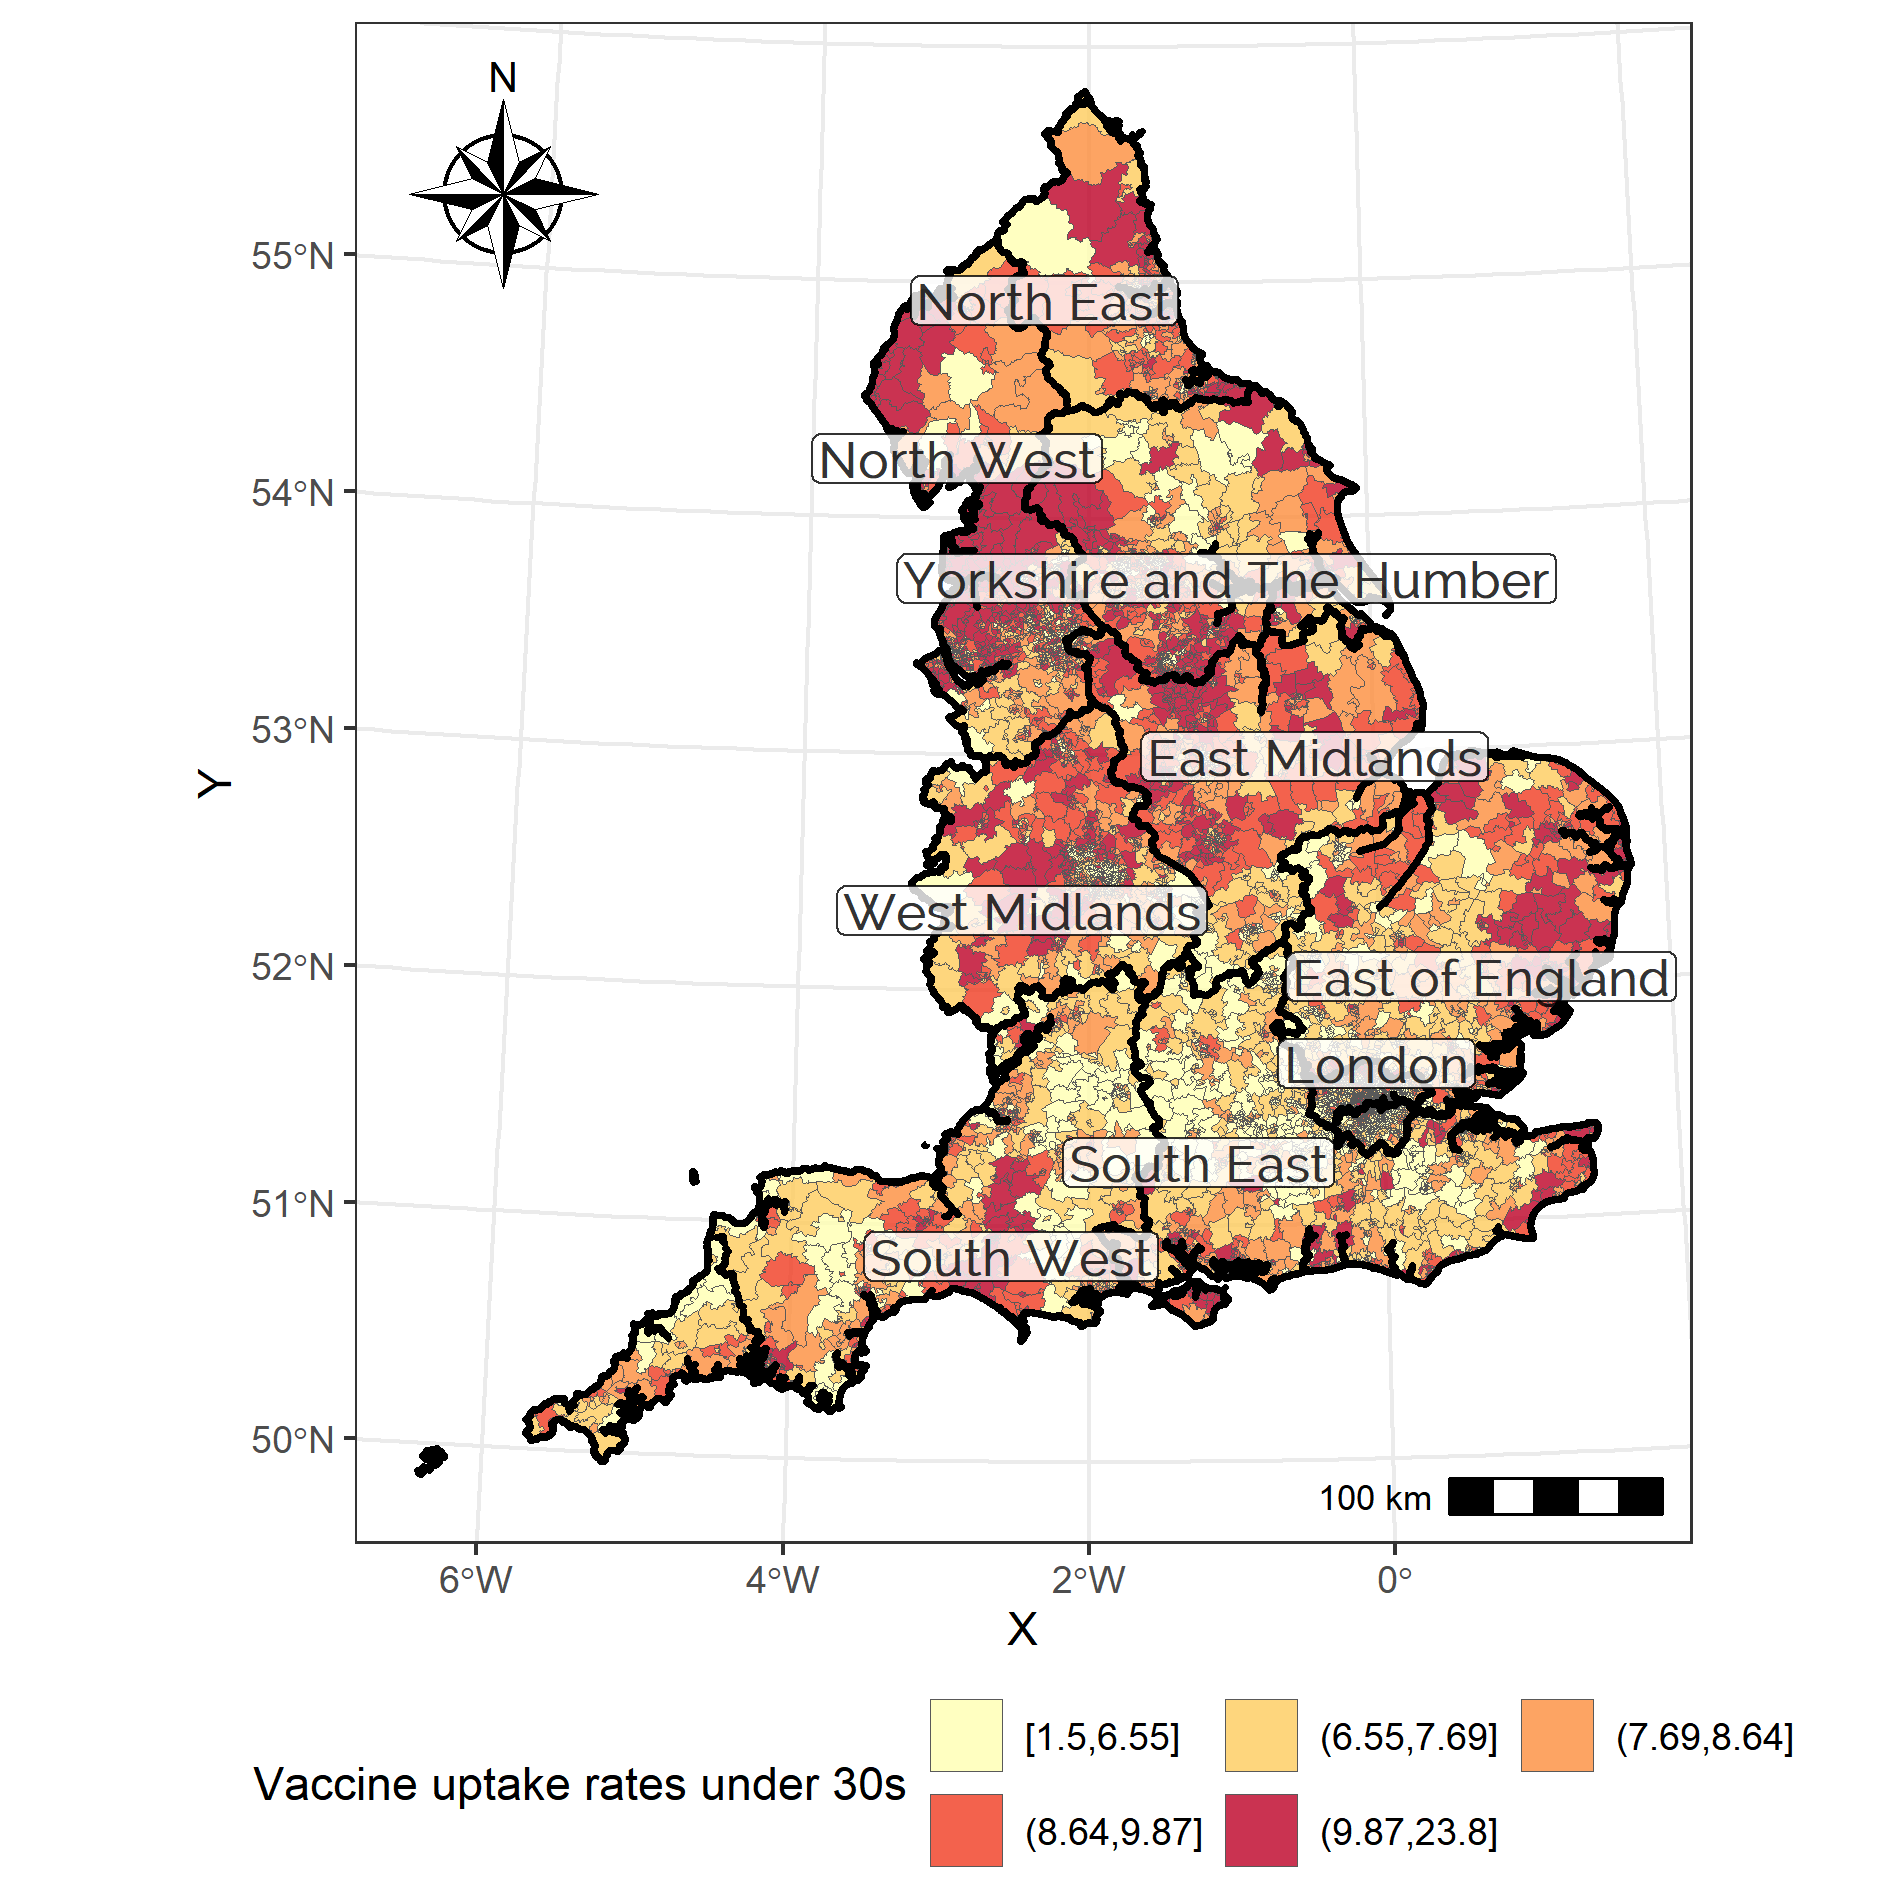 N
55°N
54°N
53°N
52°N
51°N
50°N
Y
North East
North West
Yorkshire and The Humber
East Midlands
West Midlands
East of England
London
South East
South West
100 km
6°W
4°W
2°W
0°
X
Vaccine uptake rates under 30s
[1.5,6.55]
(6.55,7.69]
(7.69,8.64]
(8.64,9.87]
(9.87,23.8]